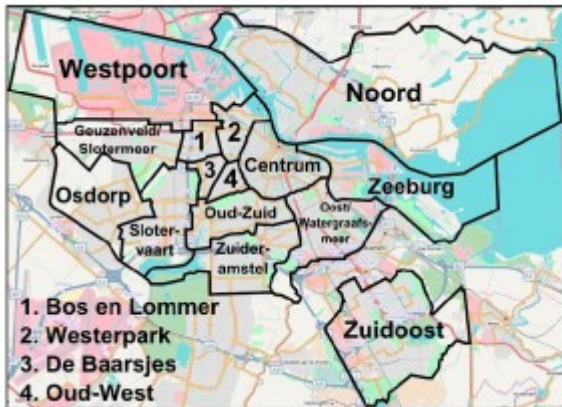 Westpoort
Noord
Geuzenveld/
Slotermeer
1
2
Centrum
3
4
Zeeburg
Osdorp
Oud-Zuid
Oost/
Watergraafs-
meer
Sloter-
vaart
Zuider-
amstel
Zuidoost
1. Bos en Lommer
2. Westerpark
3. De Baarsjes
4. Oud-West